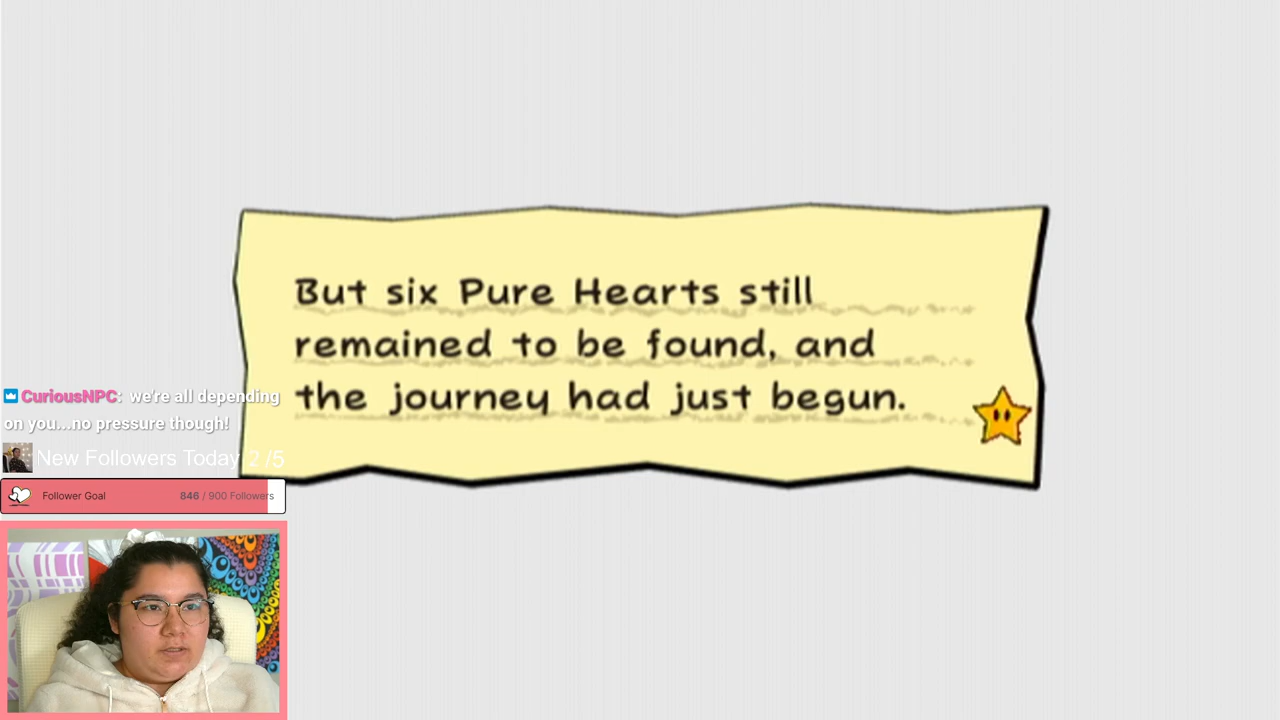 But six Pure Hearts still
remained to be found, and
the journey had just begun.
CuriousNPC: we're all depending
on you...no pressure though!
New Followers Today 2 /5
Follower Goal 846 / 900 Followers